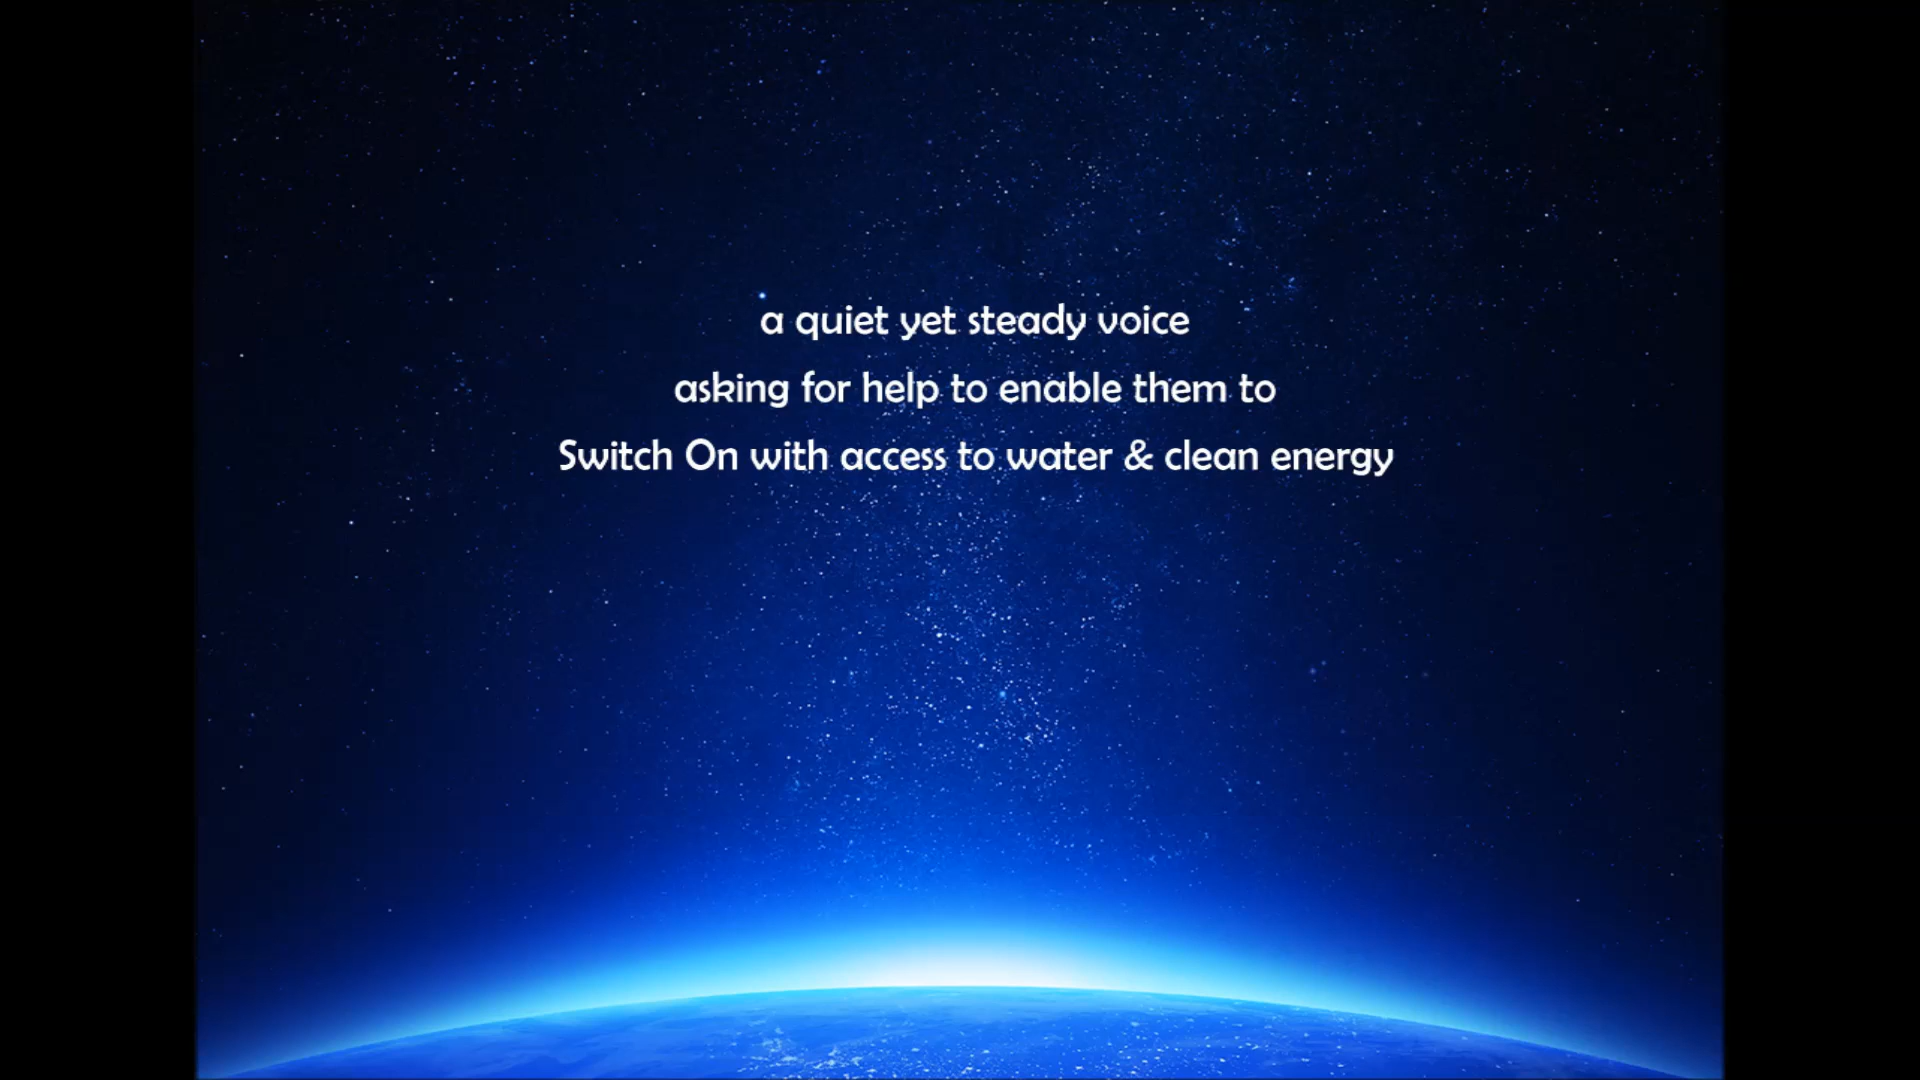 a quiet yet steady voice
asking for help to enable them to
Switch On with access to water & clean energy